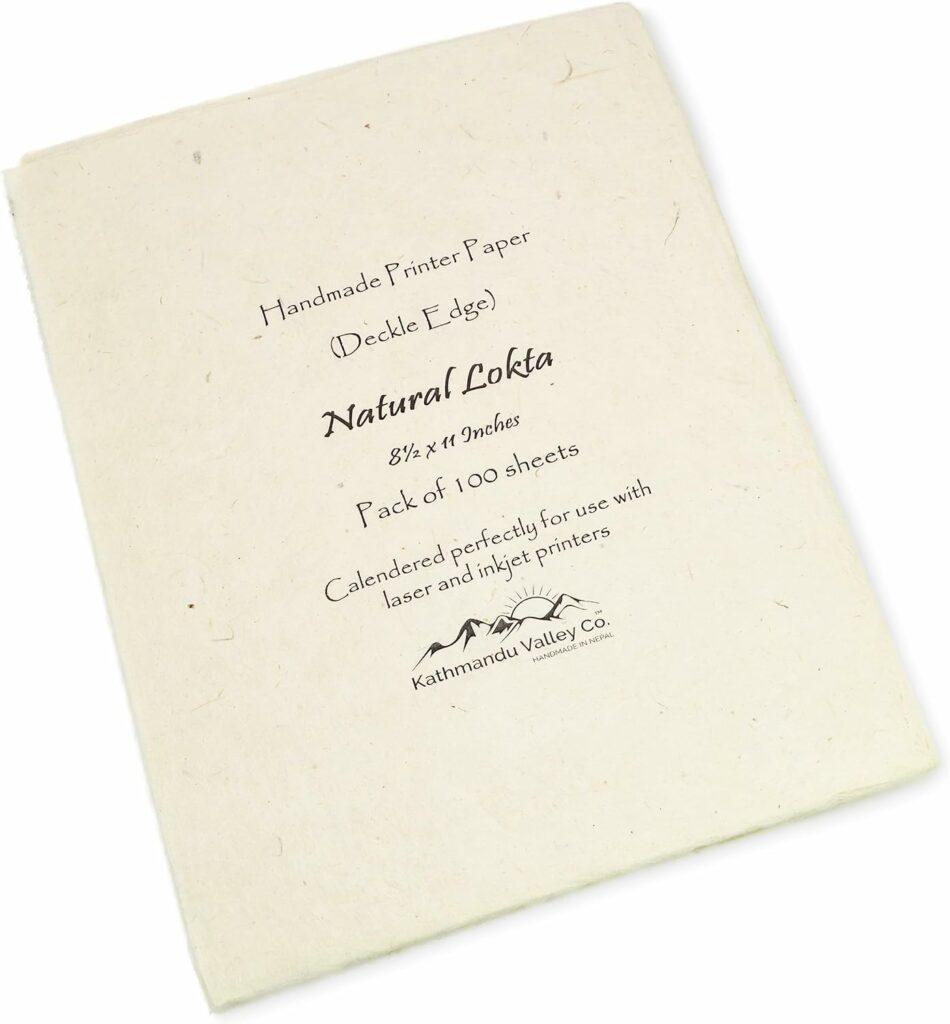 Handmade Printer Paper
(Deckle Edge)
Natural Lokta
8½ x 11 Inches
Pack of 100 sheets
Calendered perfectly for use with
laser and inkjet printers
Kathmandu Valley Co.™
HANDMADE IN NEPAL